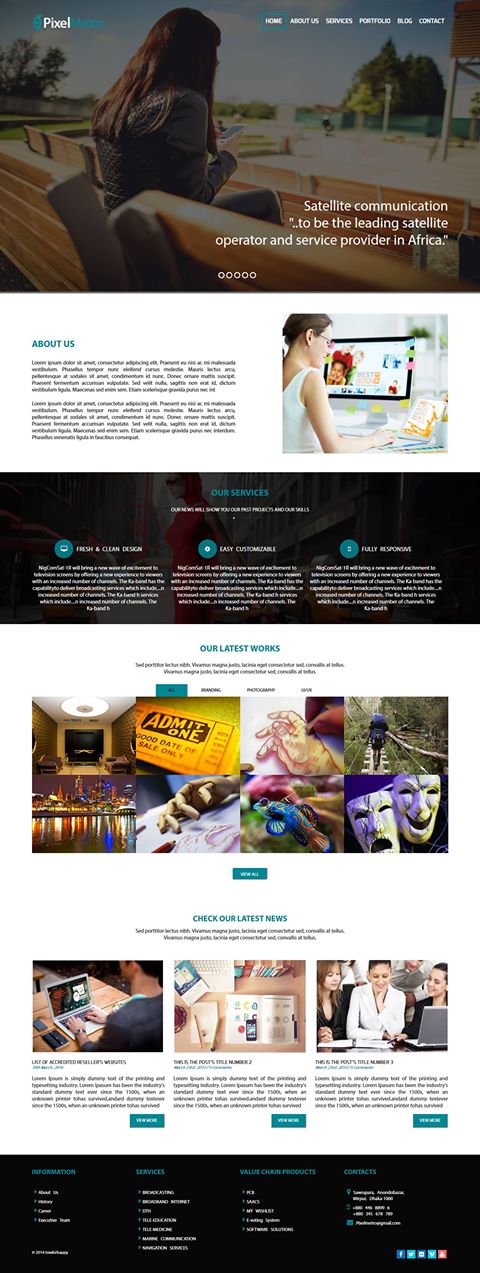 PixelMetro
HOME ABOUT US SERVICES PORTFOLIO BLOG CONTACT
Satellite communication
"..to be the leading satellite
operator and service provider in Africa."
ABOUT US
Lorem ipsum dolor sit amet, consectetur adipiscing elit. Praesent eu nisi ac mi malesuada
vestibulum. Phasellus tempor nunc eleifend cursus molestie. Mauris lectus arcu,
pellentesque at sodales sit amet, condimentum id nunc. Donec ornare mattis suscipit.
Praesent fermentum accumsan vulputate. Sed velit nulla, sagittis non erat id, dictum
vestibulum ligula. Maecenas sed enim sem. Etiam scelerisque gravida purus nec int
Lorem ipsum dolor sit amet, consectetur adipiscing elit. Praesent eu nisi ac mi malesuada
vestibulum. Phasellus tempor nunc eleifend cursus molestie. Mauris lectus arcu,
pellentesque at sodales sit amet, condimentum id nunc. Donec ornare mattis suscipit.
Praesent fermentum accumsan vulputate. Sed velit nulla, sagittis non erat id, dictum
vestibulum ligula. Maecenas sed enim sem. Etiam scelerisque gravida purus nec interdum.
Phasellus venenatis ligula in faucibus consequat.
OUR SERVICES
OUR NEWS WILL SHOW YOU OUR PAST PROJECTS AND OUR SKILLS
FRESH & CLEAN DESIGN
NigComSat-1R will bring a new wave of excitement to
television screens by offering a new experience to viewers
with an increased number of channels. The Ka-band has the
capabilityto deliver broadcasting services which include...n
increased number of channels. The Ka-band h services
which include...n increased number of channels. The
Ka-band h
EASY CUSTOMIZABLE
NigComSat-1R will bring a new wave of excitement to
television screens by offering a new experience to viewers
with an increased number of channels. The Ka-band has the
capabilityto deliver broadcasting services which include...n
increased number of channels. The Ka-band h services
which include...n increased number of channels. The
Ka-band h
FULLY RESPONSIVE
NigComSat-1R will bring a new wave of excitement to
television screens by offering a new experience to viewers
with an increased number of channels. The Ka-band has the
capabilityto deliver broadcasting services which include...n
increased number of channels. The Ka-band h services
which include...n increased number of channels. The
Ka-band h
OUR LATEST WORKS
Sed porttitor lectus nibh. Vivamus magna justo, lacinia eget consectetur sed, convallis at tellus.
Vivamus magna justo, lacinia eget consectetur sed, convallis at tellus.
ALL BRANDING PHOTOGRAPHY UI/UX
ADMIT
ONE
GOOD DATE OF
SALE ONLY
VIEW ALL
CHECK OUR LATEST NEWS
Sed porttitor lectus nibh. Vivamus magna justo, lacinia eget consectetur sed, convallis at tellus.
Vivamus magna justo, lacinia eget consectetur sed, convallis at tellus.
LIST OF ACCREDITED RESELLER'S WEBSITES
Lorem Ipsum is simply dummy text of the printing and
typesetting industry. Lorem Ipsum has been the industry's
standard dummy textever since the 1500s, when an
unknown printer tohas survived andard dummy textever
since the 1500s, when an unknown printer tohas survived
VIEW MORE
THIS IS THE POST'S TITLE NUMBER 2
March 23rd, 2013 / 5 Comments
Lorem Ipsum is simply dummy text of the printing and
typesetting industry. Lorem Ipsum has been the industry's
standard dummy textever since the 1500s, when an
unknown printer tohas survived,andard dummy textever
since the 1500s, when an unknown printer tohas survived
VIEW MORE
THIS IS THE POST'S TITLE NUMBER 3
March 23rd, 2013 / 5 Comments
Lorem Ipsum is simply dummy text of the printing and
typesetting industry. Lorem Ipsum has been the industry's
standard dummy textever since the 1500s, when an
unknown printer tohas survived,andard dummy textever
since the 1500s, when an unknown printer tohas survived
VIEW MORE
INFORMATION
About Us
History
Career
Executive Team
SERVICES
BROADCASTING
BROADBAND INTERNET
DTH
TELE-EDUCATION
TELE-MEDICINE
MARINE COMMUNICATION
NAVIGATION SERVICES
VALUE CHAIN PRODUCTS
PCB
SAACS
MY WISHLIST
E-voting System
SOFTWARE SOLUTIONS
CONTACTS
Sawrapara, Anondobazar,
Mirpur, Dhaka-1000
+880 446 8899 6
+880 345 678 789
Pixelmetro@gmail.com
© 2014 towkirbappy